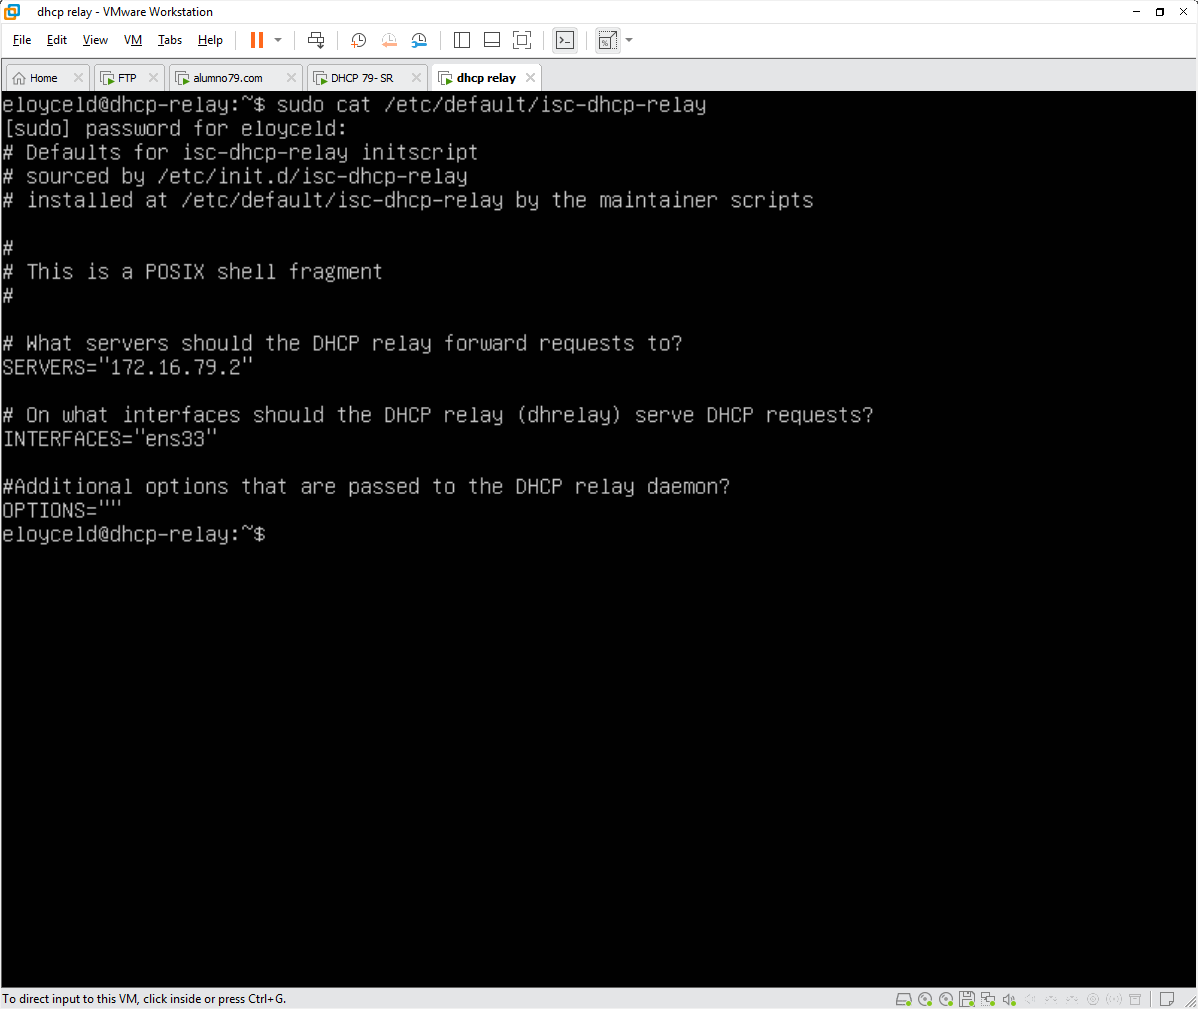 dhcp relay - VMware Workstation
File Edit View VM Tabs Help
Home FTP alumno79.com DHCP 79- SR dhcp relay
eloyceld@dhcp-relay:~$ sudo cat /etc/default/isc-dhcp-relay
[sudo] password for eloyceld:
# Defaults for isc-dhcp-relay initscript
# sourced by /etc/init.d/isc-dhcp-relay
# installed at /etc/default/isc-dhcp-relay by the maintainer scripts
#
# This is a POSIX shell fragment
#
# What servers should the DHCP relay forward requests to?
SERVERS="172.16.79.2"
# On what interfaces should the DHCP relay (dhrelay) serve DHCP requests?
INTERFACES="ens33"
#Additional options that are passed to the DHCP relay daemon?
OPTIONS=""
eloyceld@dhcp-relay:~$
To direct input to this VM, click inside or press Ctrl+G.